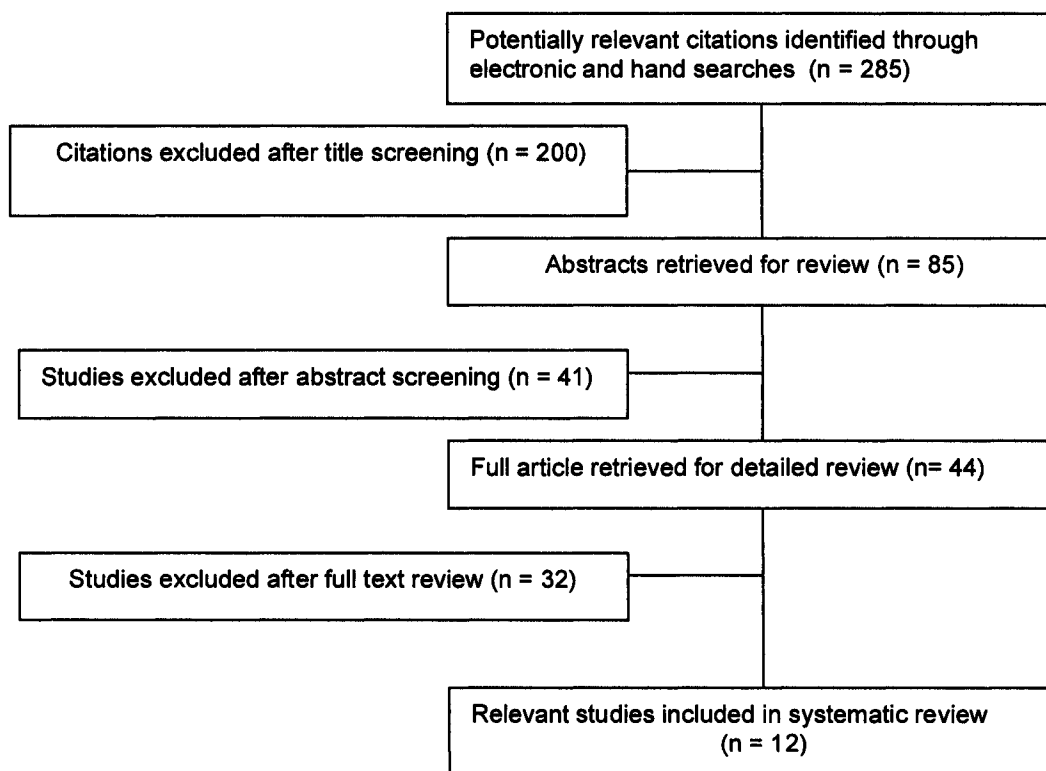 Potentially relevant citations identified through
electronic and hand searches (n = 285)
Citations excluded after title screening (n = 200)
Abstracts retrieved for review (n = 85)
Studies excluded after abstract screening (n = 41)
Full article retrieved for detailed review (n= 44)
Studies excluded after full text review (n = 32)
Relevant studies included in systematic review
(n = 12)